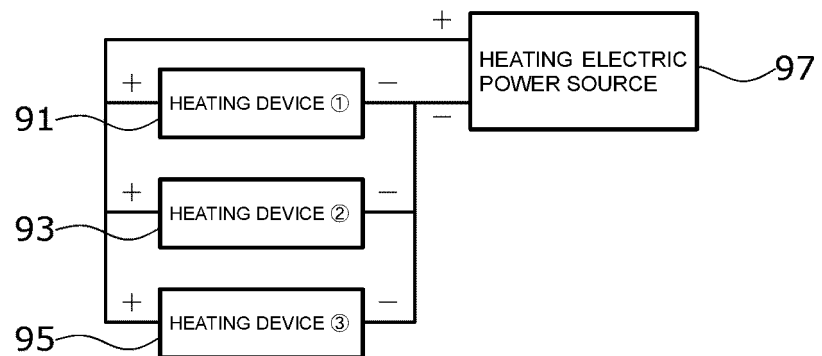 +
HEATING ELECTRIC
POWER SOURCE
97
+
HEATING DEVICE ①
−
−
91
+
HEATING DEVICE ②
−
93
+
HEATING DEVICE ③
−
95